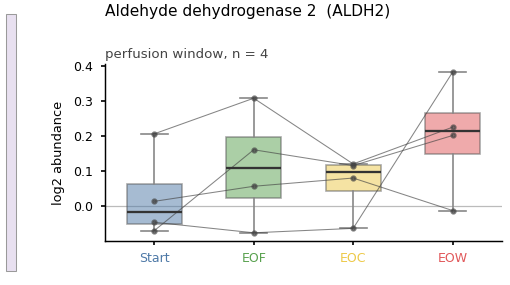 Aldehyde dehydrogenase 2 (ALDH2)
perfusion window, n = 4
0.4
0.3
0.2
0.1
0.0
log2 abundance
Start EOF EOC EOW